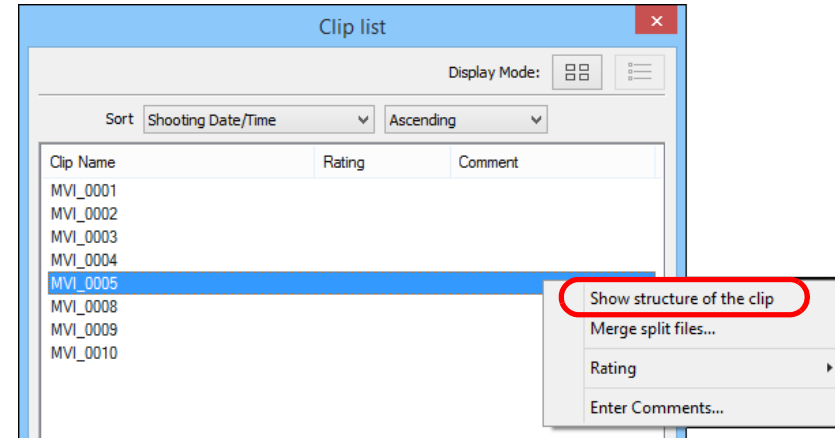 Clip list
Display Mode:
Sort Shooting Date/Time Ascending
Clip Name Rating Comment
MVI_0001
MVI_0002
MVI_0003
MVI_0004
MVI_0005
MVI_0008
MVI_0009
MVI_0010
Show structure of the clip
Merge split files...
Rating
Enter Comments...